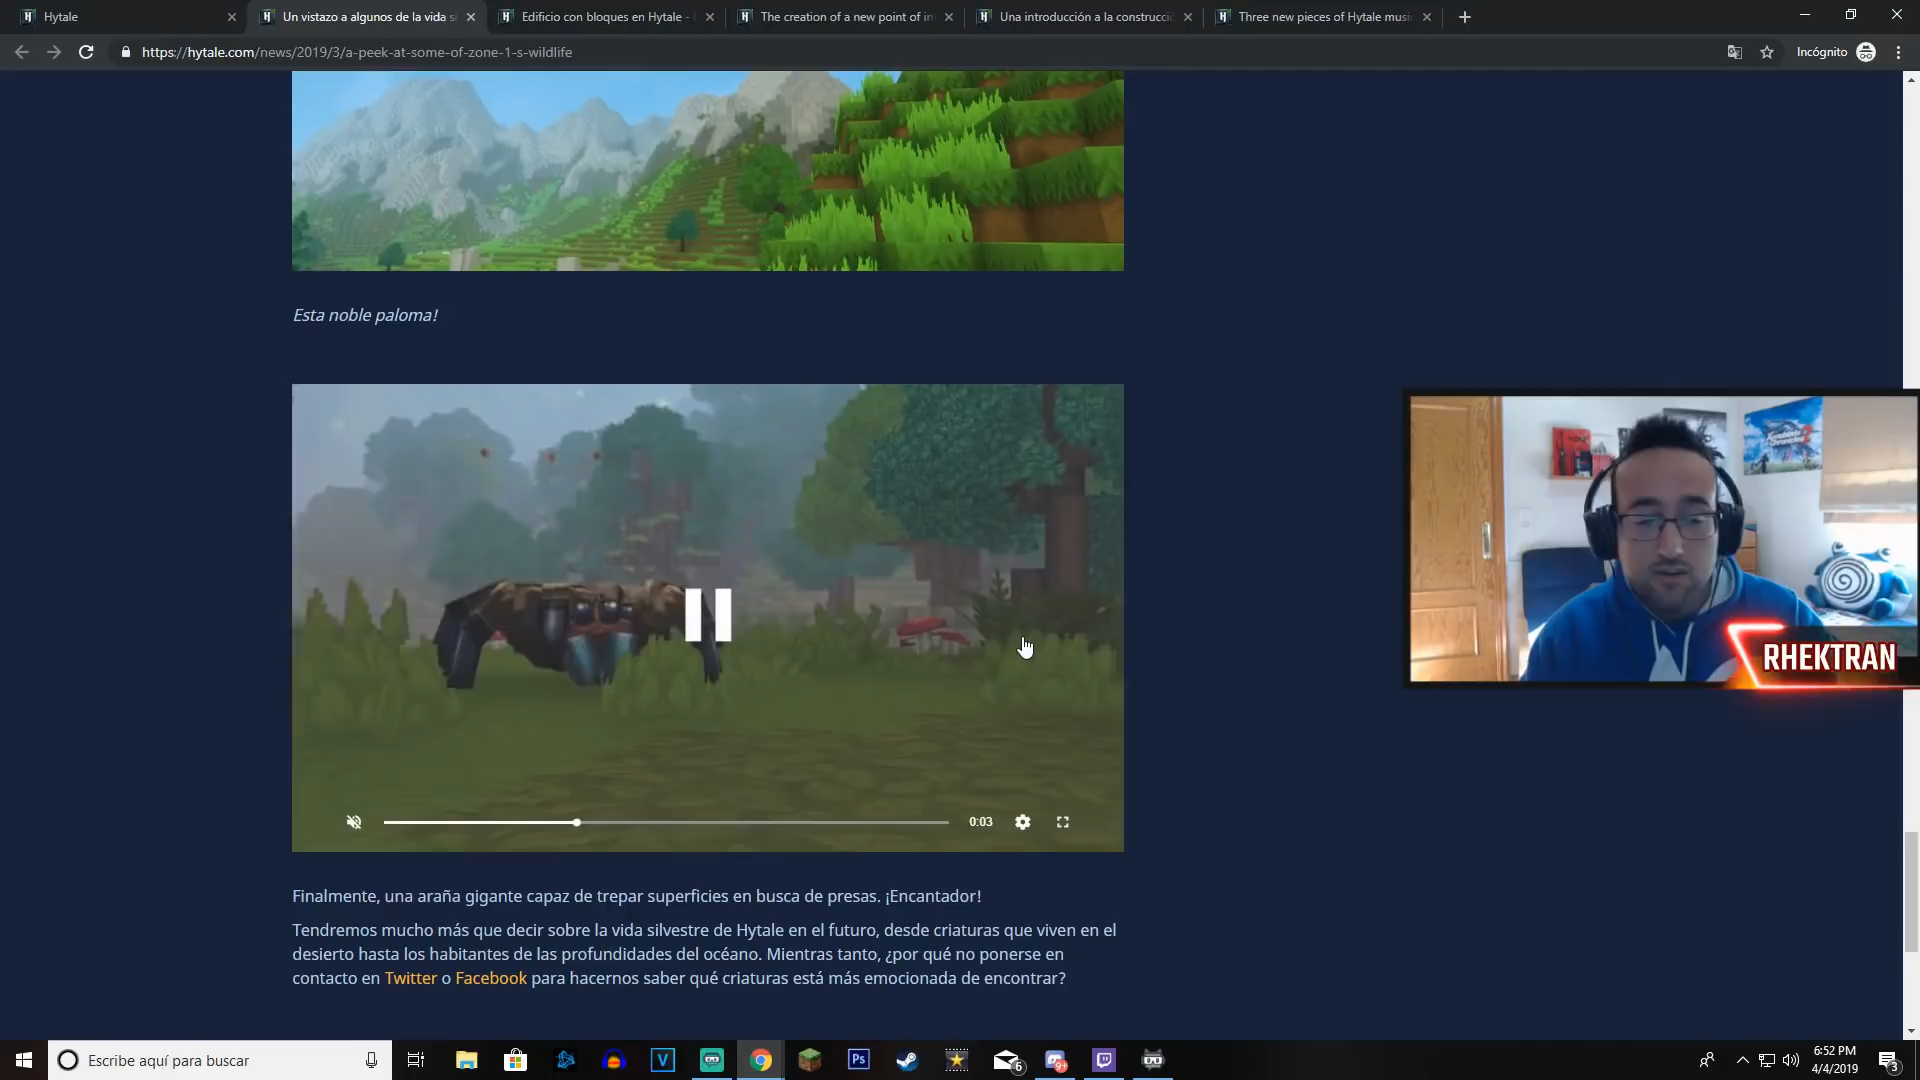 Hytale
Un vistazo a algunos de la vida si
Edificio con bloques en Hytale -
The creation of a new point of in
Una introducción a la construcci
Three new pieces of Hytale musi
https://hytale.com/news/2019/3/a-peek-at-some-of-zone-1-s-wildlife
Incógnito
Esta noble paloma!
0:03
RHEKTRAN
Finalmente, una araña gigante capaz de trepar superficies en busca de presas. ¡Encantador!
Tendremos mucho más que decir sobre la vida silvestre de Hytale en el futuro, desde criaturas que viven en el
desierto hasta los habitantes de las profundidades del océano. Mientras tanto, ¿por qué no ponerse en
contacto en Twitter o Facebook para hacernos saber qué criaturas está más emocionada de encontrar?
Escribe aquí para buscar
V
Ps
6
9+
6:52 PM
4/4/2019
3